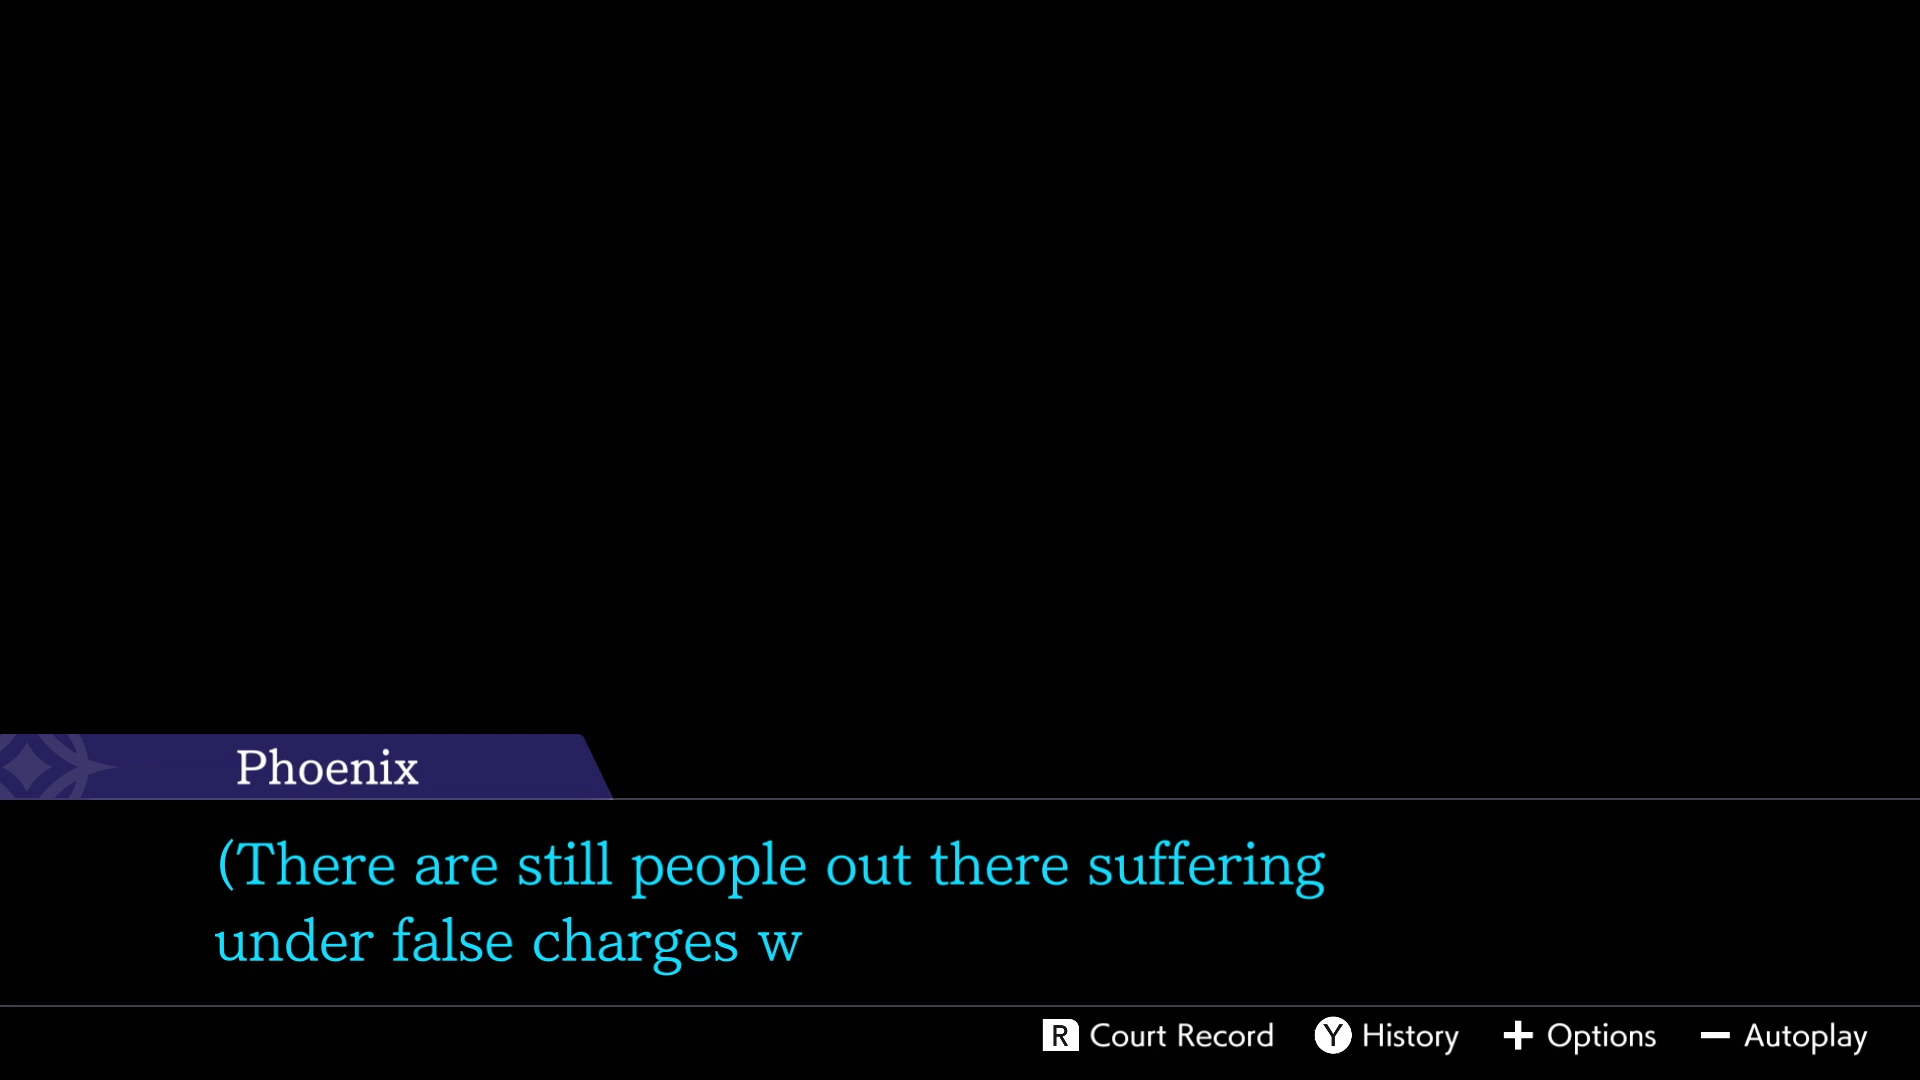 Phoenix
(There are still people out there suffering
under false charges w
R Court Record Y History + Options − Autoplay